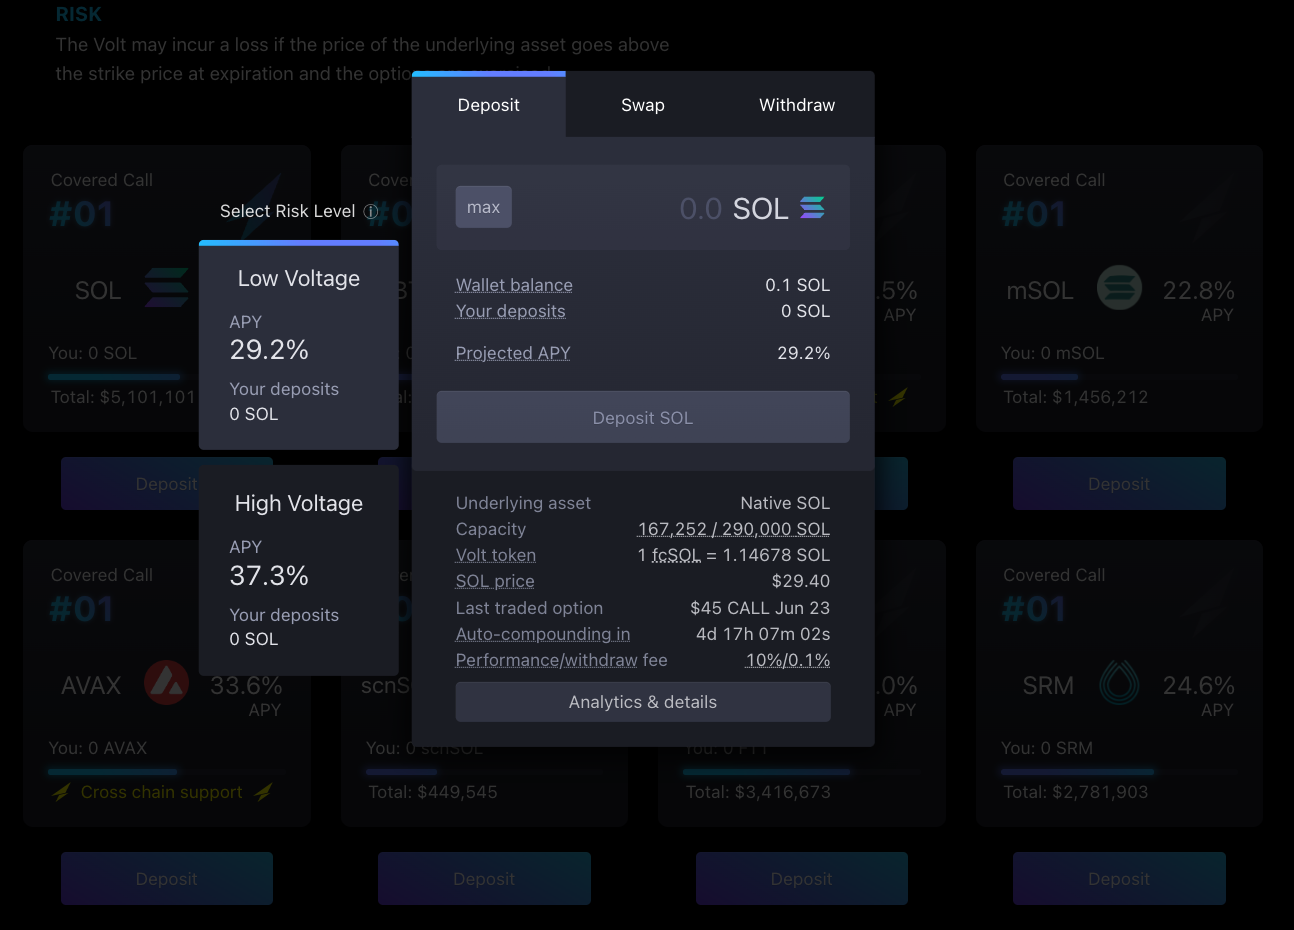 RISK
The Volt may incur a loss if the price of the underlying asset goes above
the strike price at expiration and the
Deposit
Swap
Withdraw
max
0.0 SOL
Wallet balance 0.1 SOL
Your deposits 0 SOL
Projected APY 29.2%
Deposit SOL
Underlying asset Native SOL
Capacity 167,252 / 290,000 SOL
Volt token 1 fcSOL = 1.14678 SOL
SOL price $29.40
Last traded option $45 CALL Jun 23
Auto-compounding in 4d 17h 07m 02s
Performance/withdraw fee 10%/0.1%
Analytics & details
Select Risk Level
Low Voltage
APY
29.2%
Your deposits
0 SOL
High Voltage
APY
37.3%
Your deposits
0 SOL
Covered Call
#01
SOL
You: 0 SOL
Total: $5,101,101
Deposit
.5%
APY
Covered Call
#01
mSOL 22.8%
APY
You: 0 mSOL
Total: $1,456,212
Deposit
Covered Call
#01
AVAX 33.6%
APY
You: 0 AVAX
Cross chain support
Deposit
scnS
You: 0 scnSOL
Total: $449,545
Deposit
.0%
APY
You: 0 FTT
Total: $3,416,673
Deposit
Covered Call
#01
SRM 24.6%
APY
You: 0 SRM
Total: $2,781,903
Deposit